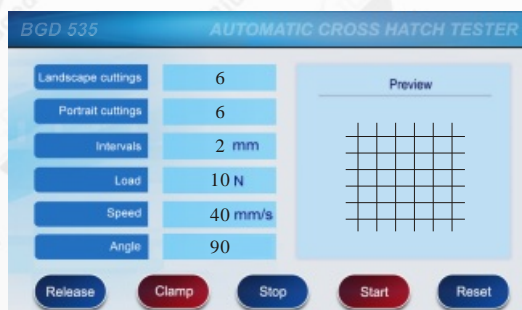 BGD 535 AUTOMATIC CROSS HATCH TESTER
Landscape cuttings 6
Portrait cuttings 6
Intervals 2 mm
Load 10 N
Speed 40 mm/s
Angle 90
Preview
Release Clamp Stop Start Reset